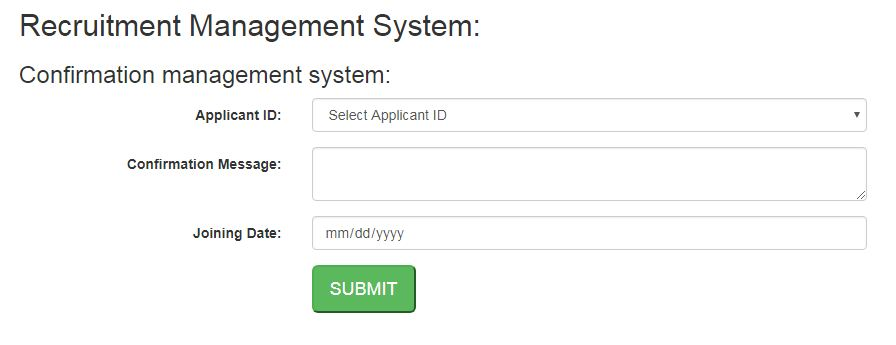 Recruitment Management System:
Confirmation management system:
Applicant ID: Select Applicant ID
Confirmation Message:
Joining Date: mm/dd/yyyy
SUBMIT